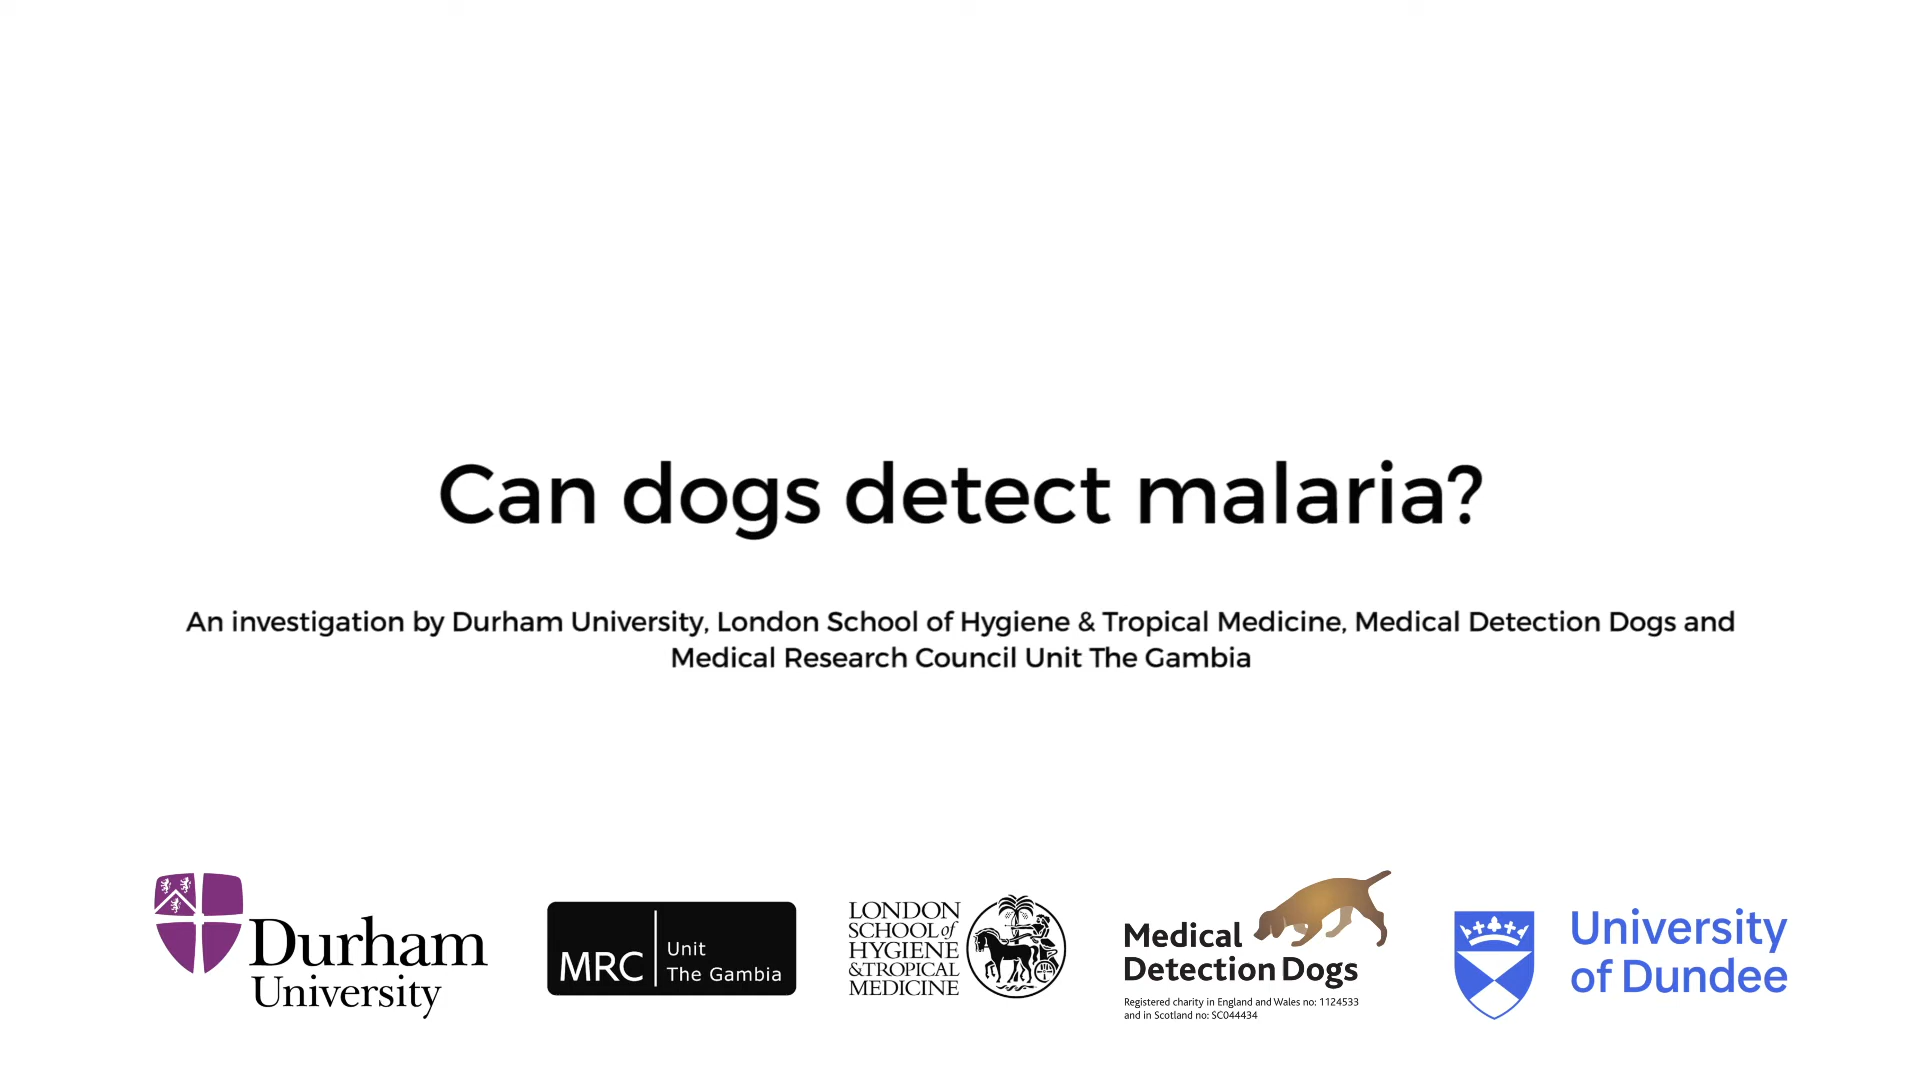 Can dogs detect malaria?
An investigation by Durham University, London School of Hygiene & Tropical Medicine, Medical Detection Dogs and
Medical Research Council Unit The Gambia
Durham
University
MRC
Unit
The Gambia
LONDON
SCHOOL of
HYGIENE
& TROPICAL
MEDICINE
Medical
Detection Dogs
Registered charity in England and Wales no: 1124533
and in Scotland no: SC044434
University
of Dundee